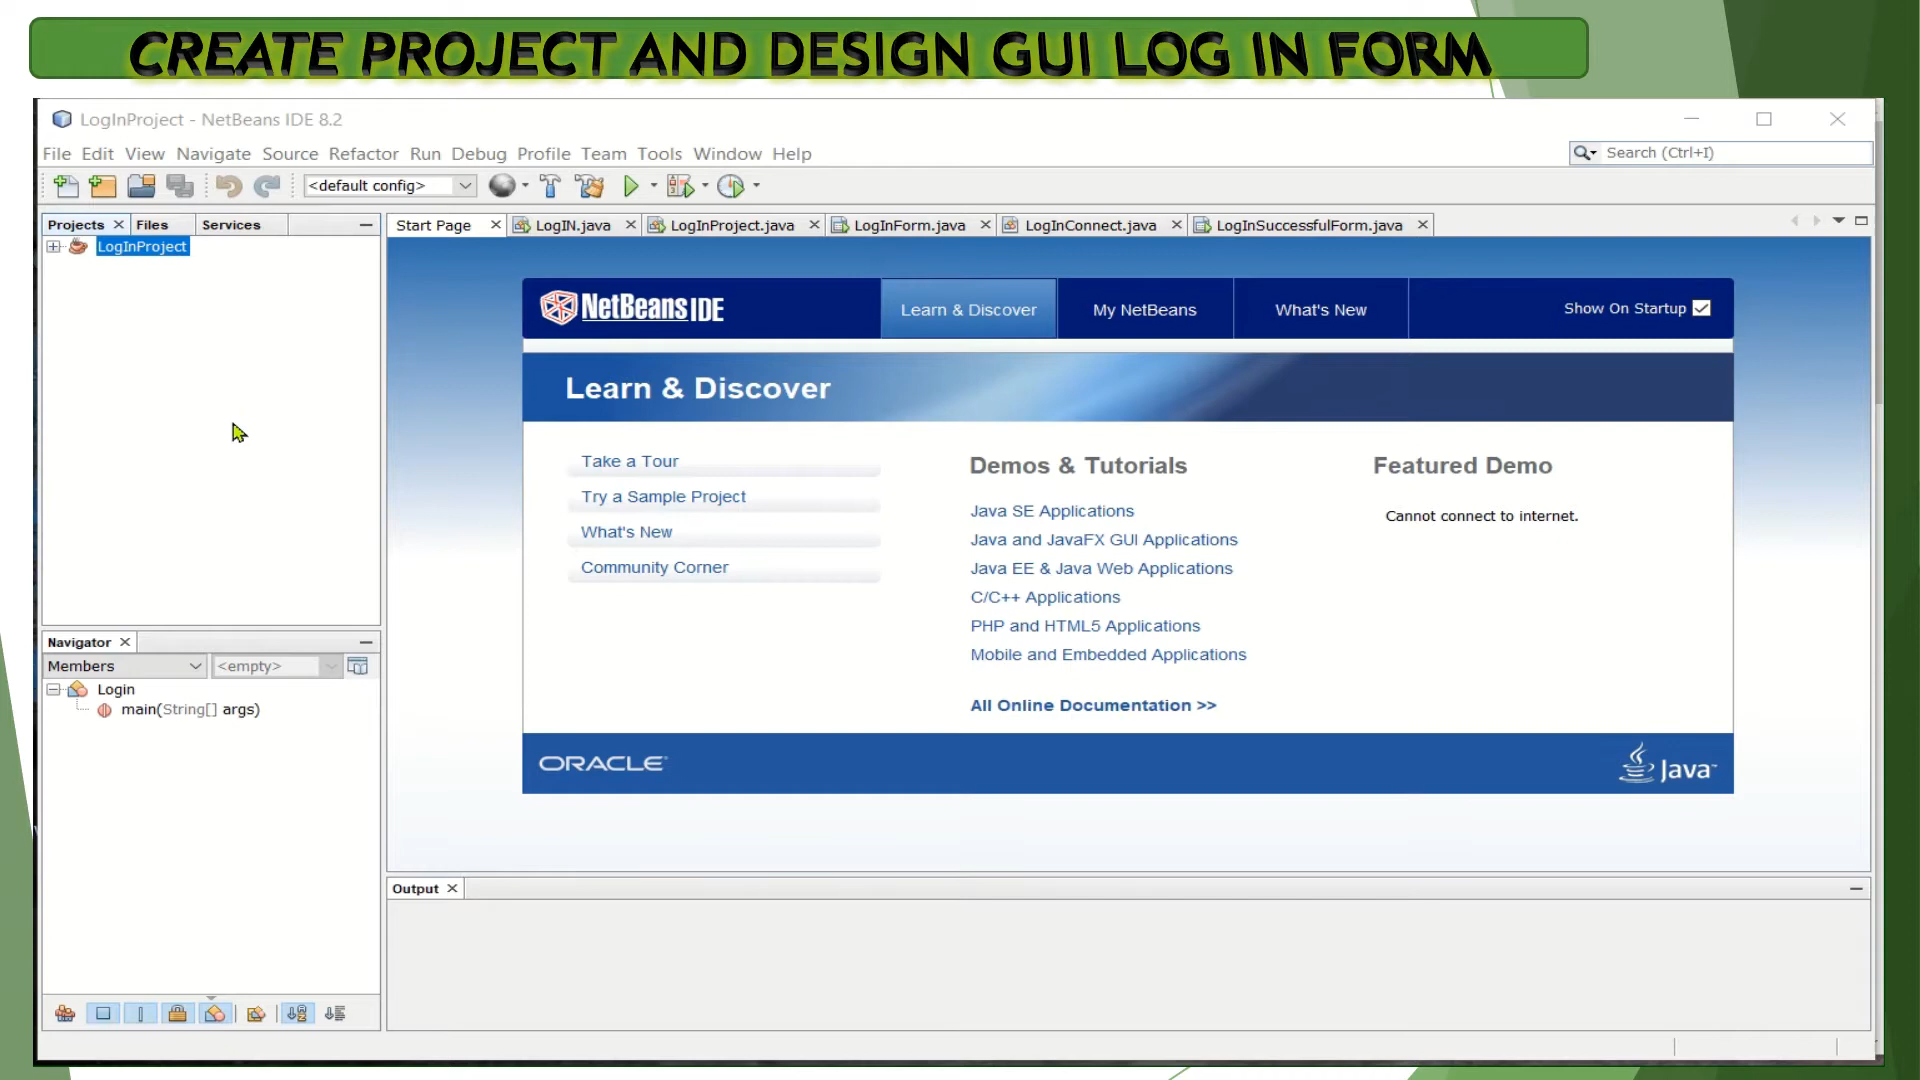 CREATE PROJECT AND DESIGN GUI LOG IN FORM
LogInProject - NetBeans IDE 8.2
File Edit View Navigate Source Refactor Run Debug Profile Team Tools Window Help
Search (Ctrl+I)
<default config>
Projects Files Services
LogInProject
Start Page LogIN.java LogInProject.java LogInForm.java LogInConnect.java LogInSuccessfulForm.java
NetBeans IDE
Learn & Discover My NetBeans What's New
Show On Startup
Learn & Discover
Take a Tour
Try a Sample Project
What's New
Community Corner
Demos & Tutorials
Java SE Applications
Java and JavaFX GUI Applications
Java EE & Java Web Applications
C/C++ Applications
PHP and HTML5 Applications
Mobile and Embedded Applications
All Online Documentation >>
Featured Demo
Cannot connect to internet.
ORACLE
Java™
Navigator
Members <empty>
Login
main(String[] args)
Output